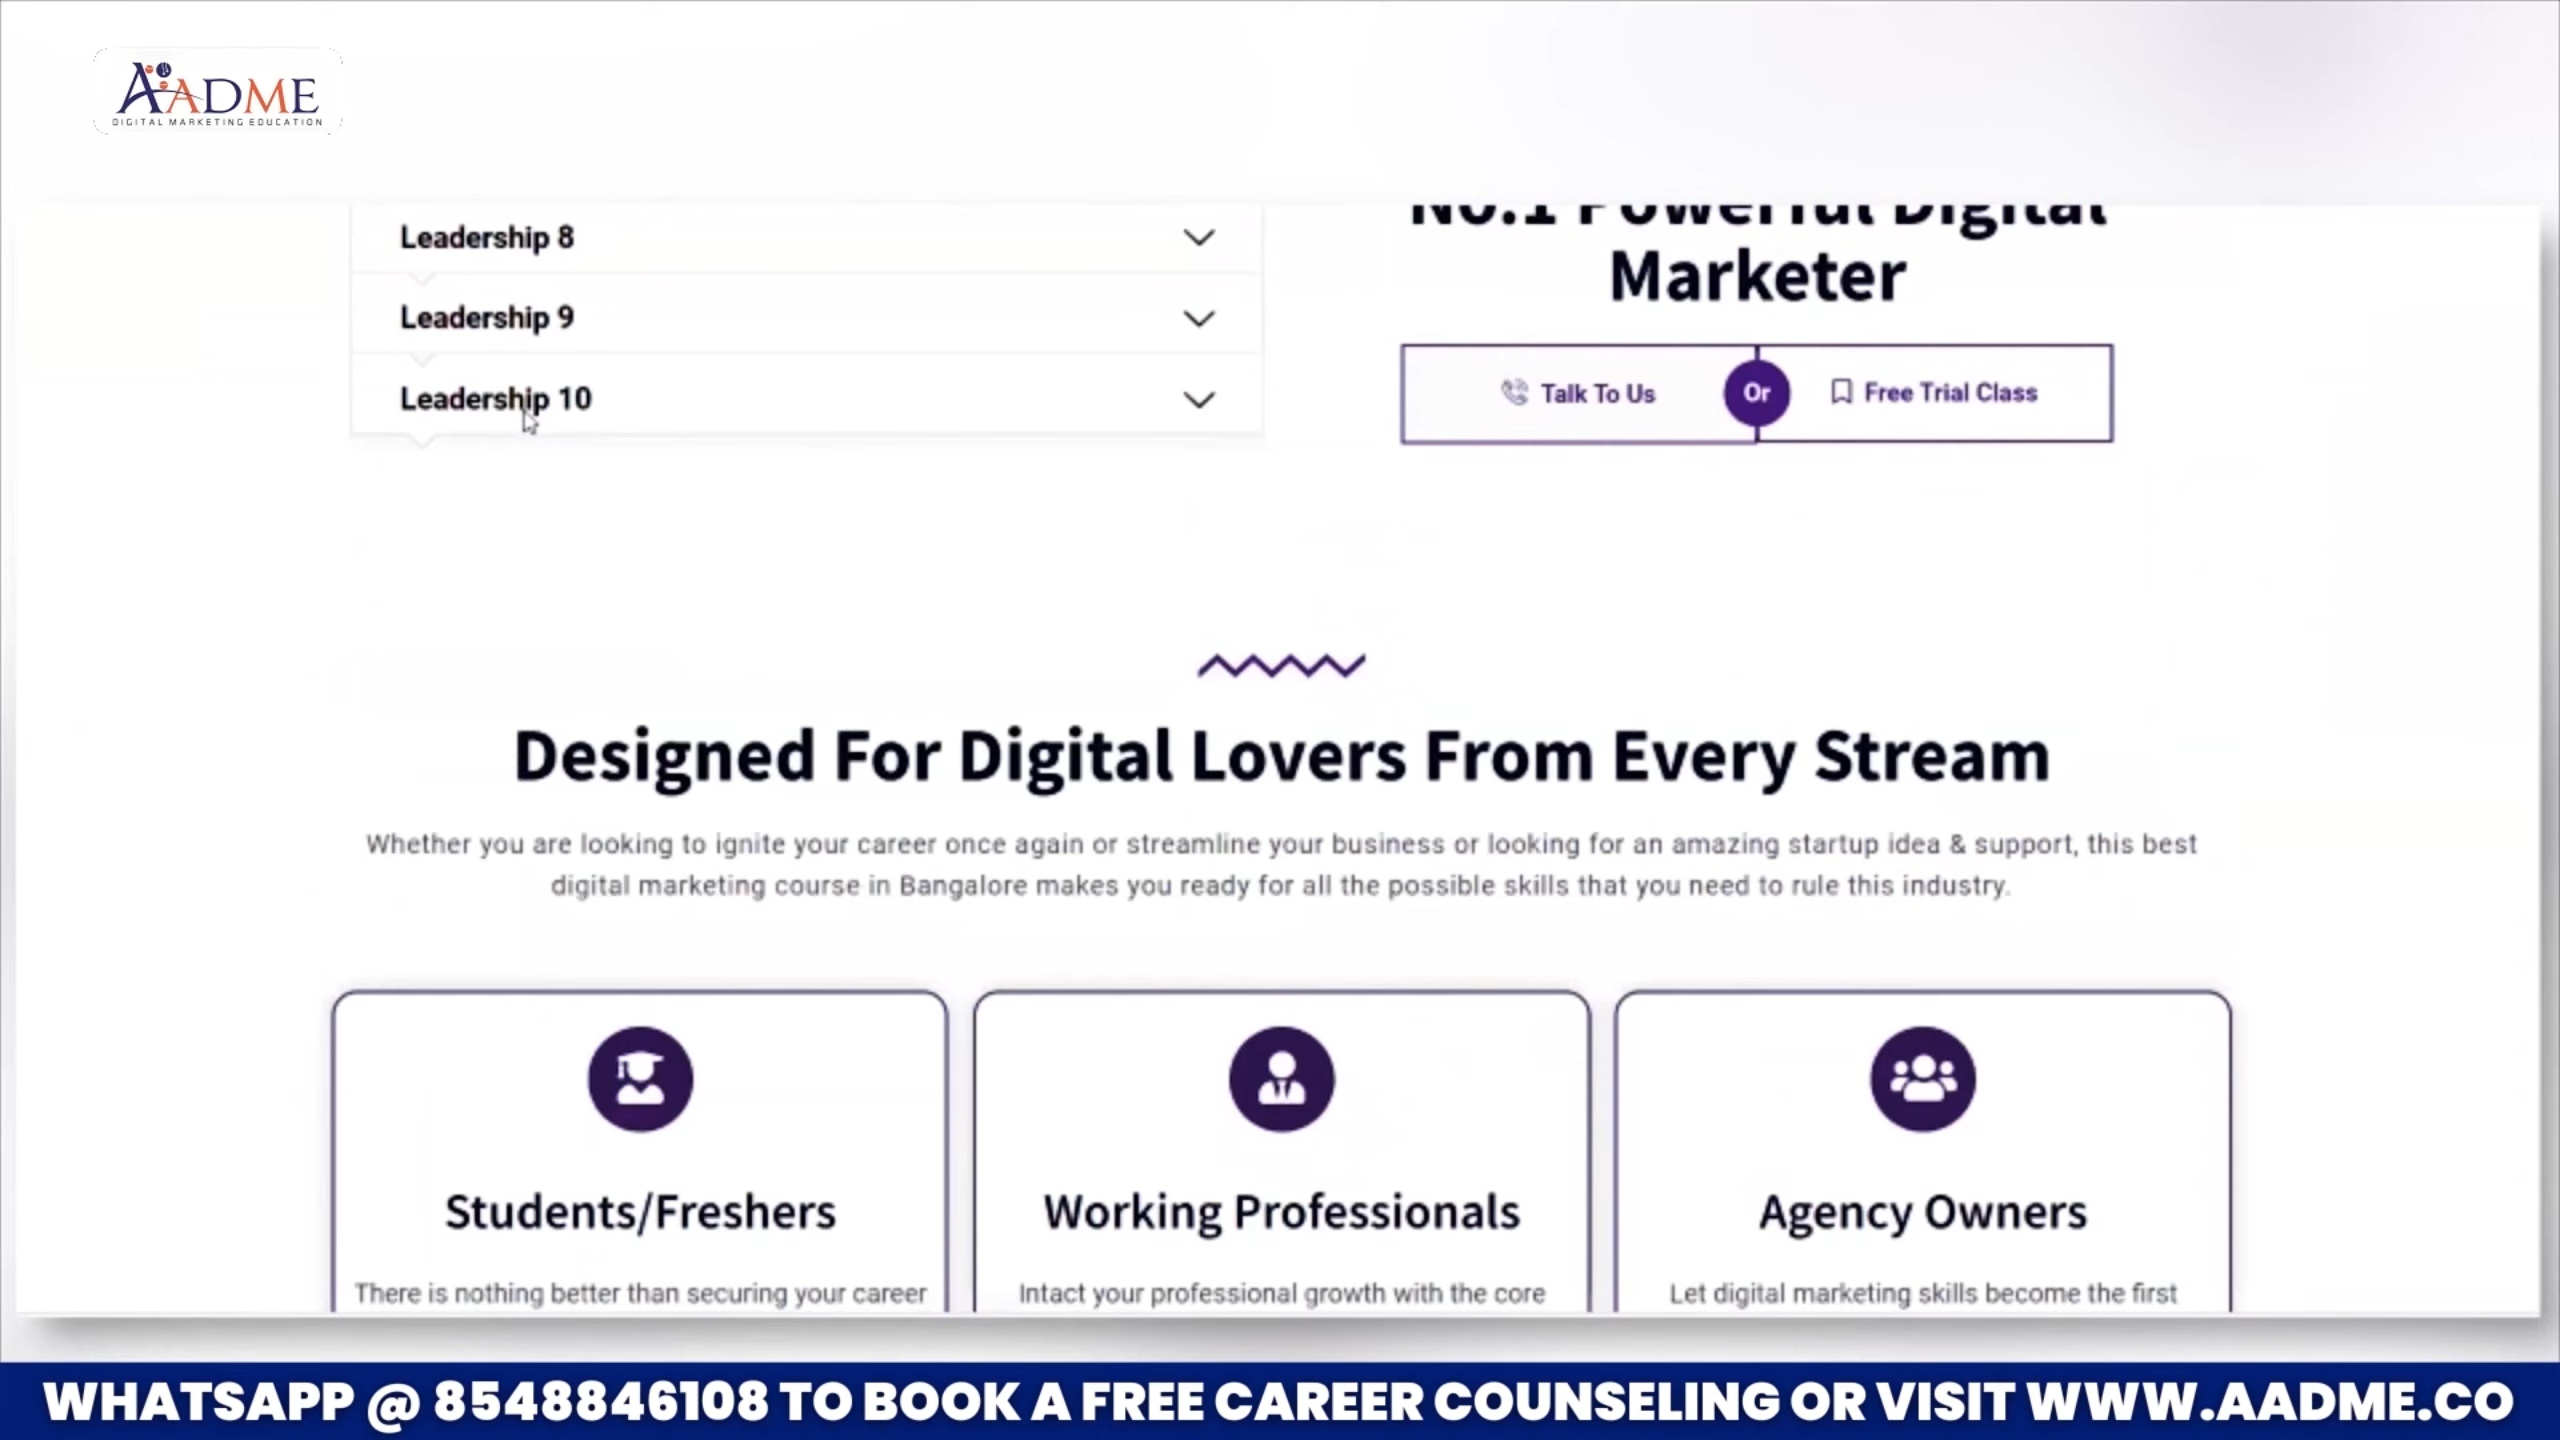 AADME
DIGITAL MARKETING EDUCATION
Leadership 8
Leadership 9
Leadership 10
No.1 Powerful Digital
Marketer
Talk To Us
Or
Free Trial Class
Designed For Digital Lovers From Every Stream
Whether you are looking to ignite your career once again or streamline your business or looking for an amazing startup idea & support, this best
digital marketing course in Bangalore makes you ready for all the possible skills that you need to rule this industry.
Students/Freshers
There is nothing better than securing your career
Working Professionals
Intact your professional growth with the core
Agency Owners
Let digital marketing skills become the first
WHATSAPP @ 8548846108 TO BOOK A FREE CAREER COUNSELING OR VISIT WWW.AADME.CO